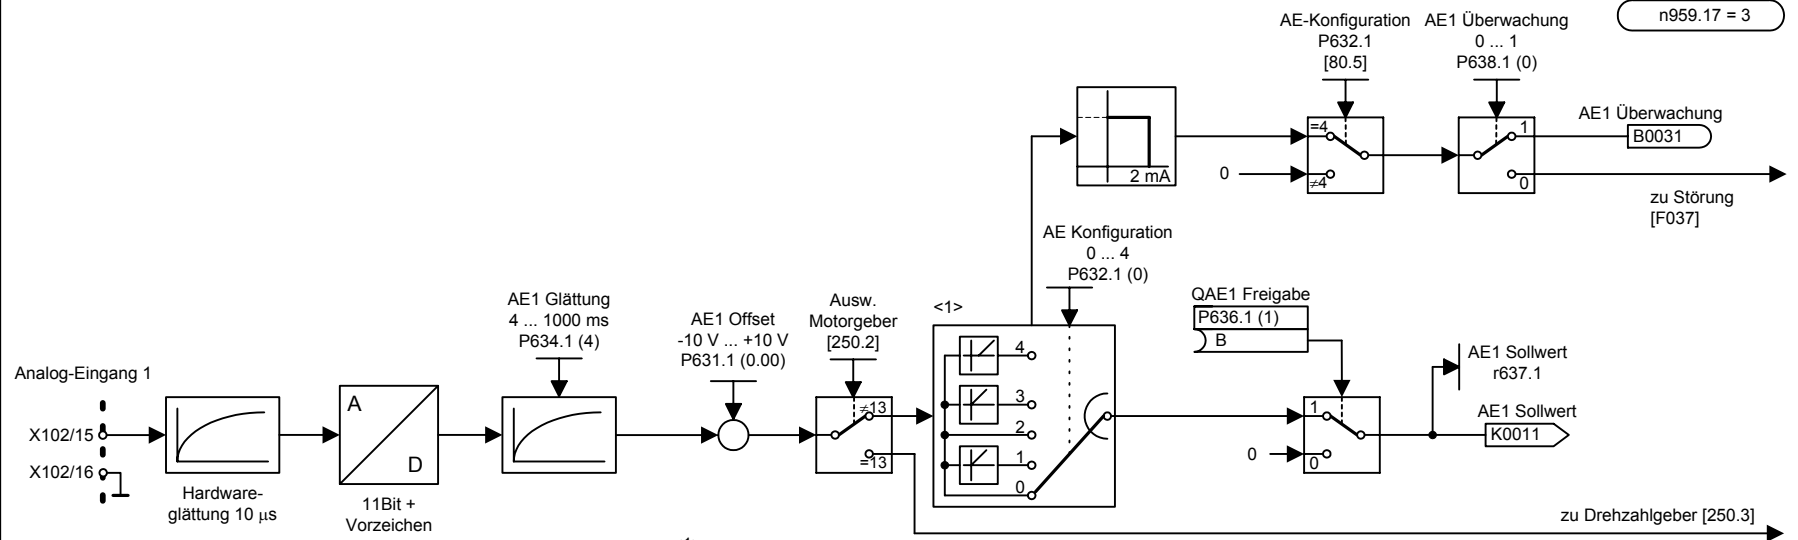 n959.17 = 3
AE-Konfiguration
P632.1
[80.5]
AE1 Überwachung
0 ... 1
P638.1 (0)
AE1 Überwachung
B0031
=4
≠4
0
1
0
2 mA
zu Störung
[F037]
AE Konfiguration
0 ... 4
P632.1 (0)
QAE1 Freigabe
P636.1 (1)
B
AE1 Glättung
4 ... 1000 ms
P634.1 (4)
AE1 Offset
-10 V ... +10 V
P631.1 (0.00)
Ausw.
Motorgeber
[250.2]
<1>
4
3
2
1
0
≠13
=13
1
0
0
AE1 Sollwert
r637.1
AE1 Sollwert
K0011
Analog-Eingang 1
X102/15
X102/16
A
D
Hardware-
glättung 10 µs
11Bit +
Vorzeichen
zu Drehzahlgeber [250.3]